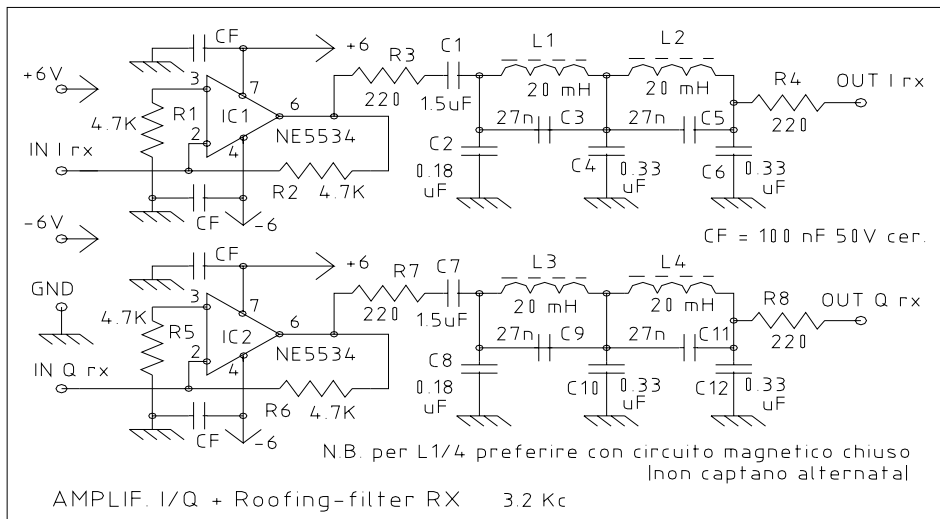 CF
+6
+6V
3
7
R1
IC1
6
4.7K
2
4
NE5534
IN I rx
R2
4.7K
CF
-6
R3
220
C1
1.5uF
L1
20 mH
L2
20 mH
R4
220
OUT I rx
27n
C3
27n
C5
C2
0.18
uF
C4
0.33
uF
C6
0.33
uF
CF = 100 nF 50V cer.
-6V
CF
+6
GND
3
7
4.7K
R5
IC2
6
2
4
NE5534
IN Q rx
R6
4.7K
CF
-6
R7
220
C7
1.5uF
L3
20 mH
L4
20 mH
R8
220
OUT Q rx
27n
C9
27n
C11
C8
0.18
uF
C10
0.33
uF
C12
0.33
uF
N.B. per L1/4 preferire con circuito magnetico chiuso
|non captano alternata|
AMPLIF. I/Q + Roofing-filter RX 3.2 Kc